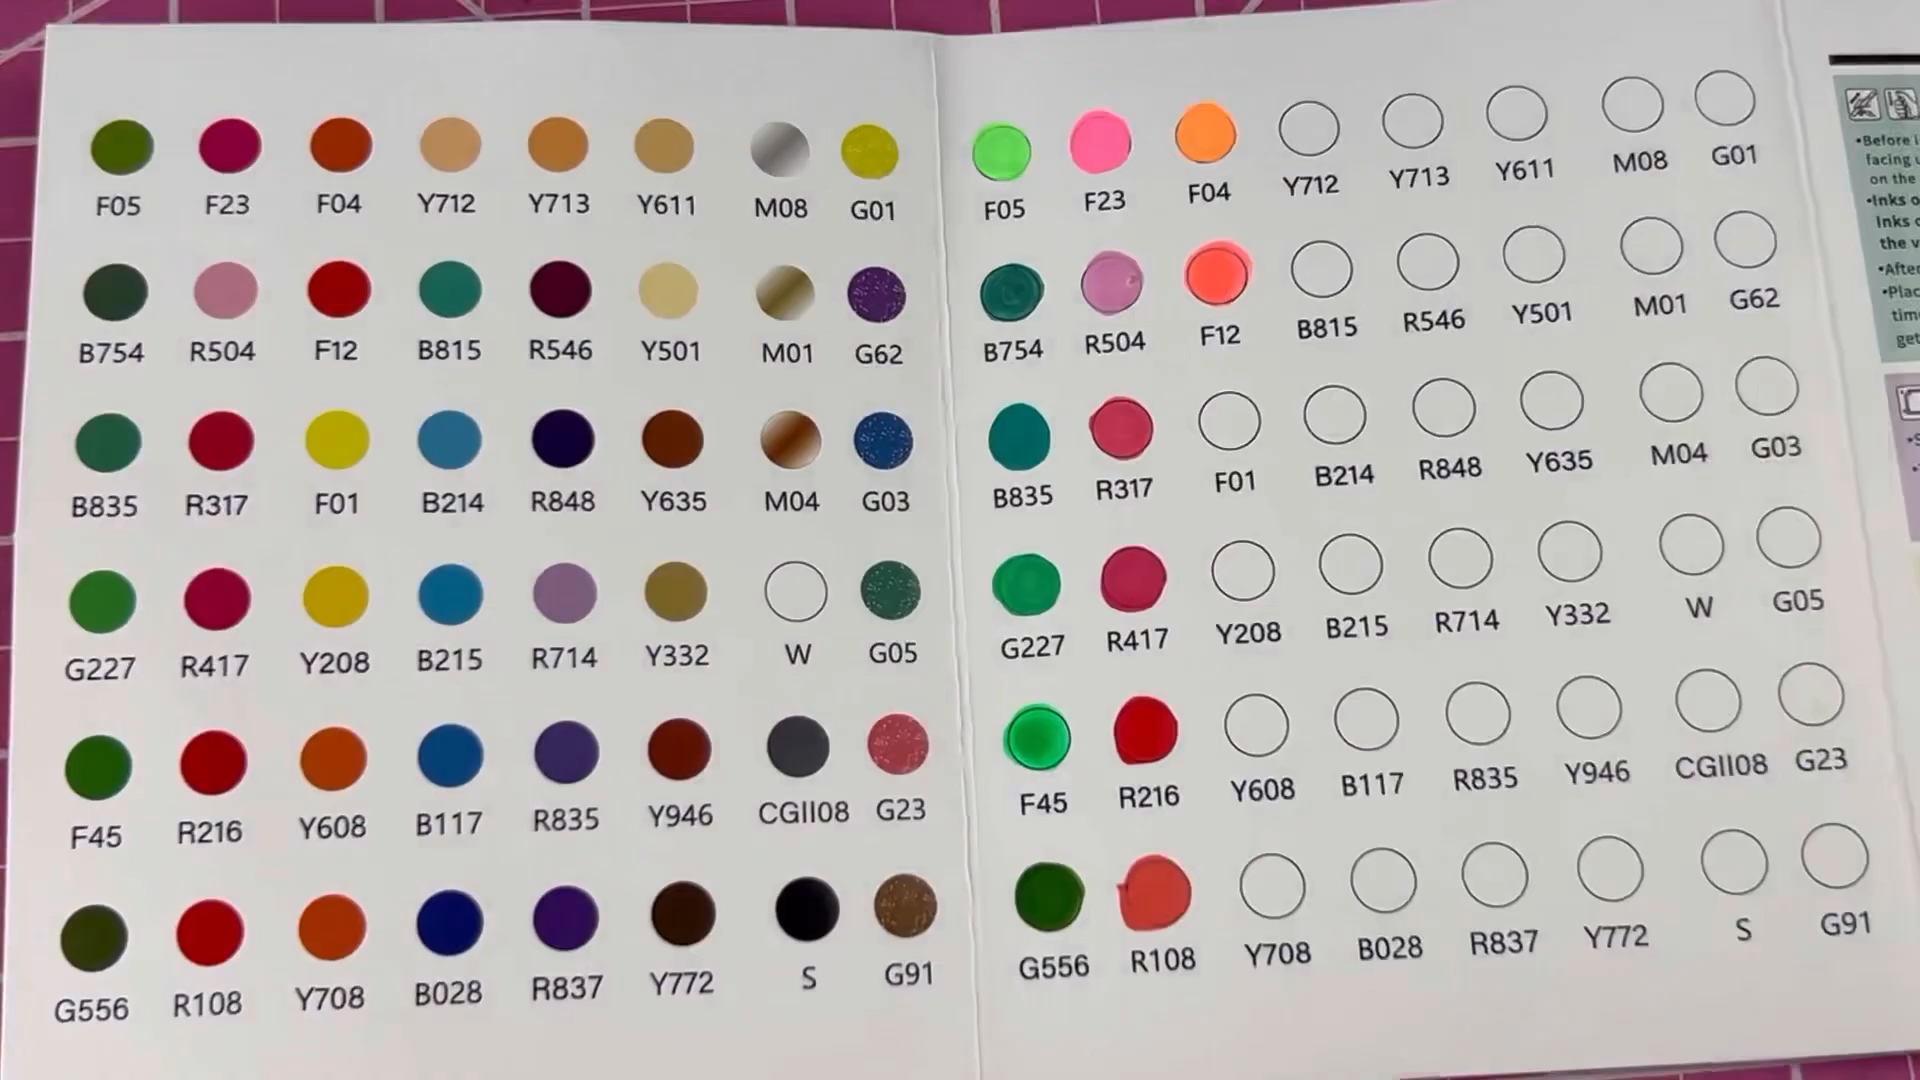 F05 F23 F04 Y712 Y713 Y611 M08 G01
B754 R504 F12 B815 R546 Y501 M01 G62
B835 R317 F01 B214 R848 Y635 M04 G03
G227 R417 Y208 B215 R714 Y332 W G05
F45 R216 Y608 B117 R835 Y946 CGII08 G23
G556 R108 Y708 B028 R837 Y772 S G91
F05 F23 F04 Y712 Y713 Y611 M08 G01
B754 R504 F12 B815 R546 Y501 M01 G62
B835 R317 F01 B214 R848 Y635 M04 G03
G227 R417 Y208 B215 R714 Y332 W G05
F45 R216 Y608 B117 R835 Y946 CGII08 G23
G556 R108 Y708 B028 R837 Y772 S G91
•Before
facing
on the
•Inks
Inks
the
•After